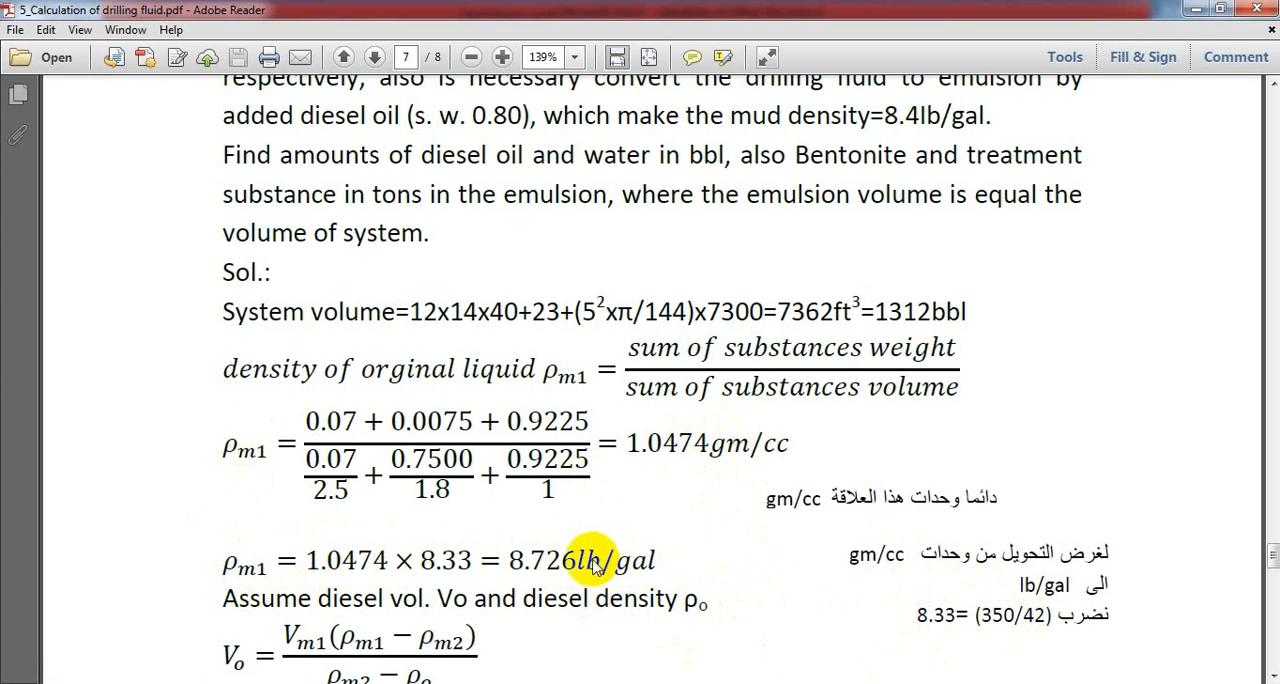 5_Calculation of drilling fluid.pdf - Adobe Reader
File Edit View Window Help
Open 7 / 8 139% Tools Fill & Sign Comment
respectively, also is necessary convert the drilling fluid to emulsion by
added diesel oil (s. w. 0.80), which make the mud density=8.4lb/gal.
Find amounts of diesel oil and water in bbl, also Bentonite and treatment
substance in tons in the emulsion, where the emulsion volume is equal the
volume of system.
Sol.:
System volume=12x14x40+23+(5²xπ/144)x7300=7362ft³=1312bbl
density of orginal liquid ρm1 = sum of substances weight / sum of substances volume
ρm1 = 0.07 + 0.0075 + 0.9225 / 0.07/2.5 + 0.7500/1.8 + 0.9225/1 = 1.0474gm/cc
دائما وحدات هذا العلاقة gm/cc
ρm1 = 1.0474 × 8.33 = 8.726lb/gal
لغرض التحويل من وحدات gm/cc
الى lb/gal
نضرب (350/42) =8.33
Assume diesel vol. Vo and diesel density ρo
Vo = Vm1(ρm1 − ρm2) / ρm2 − ρo